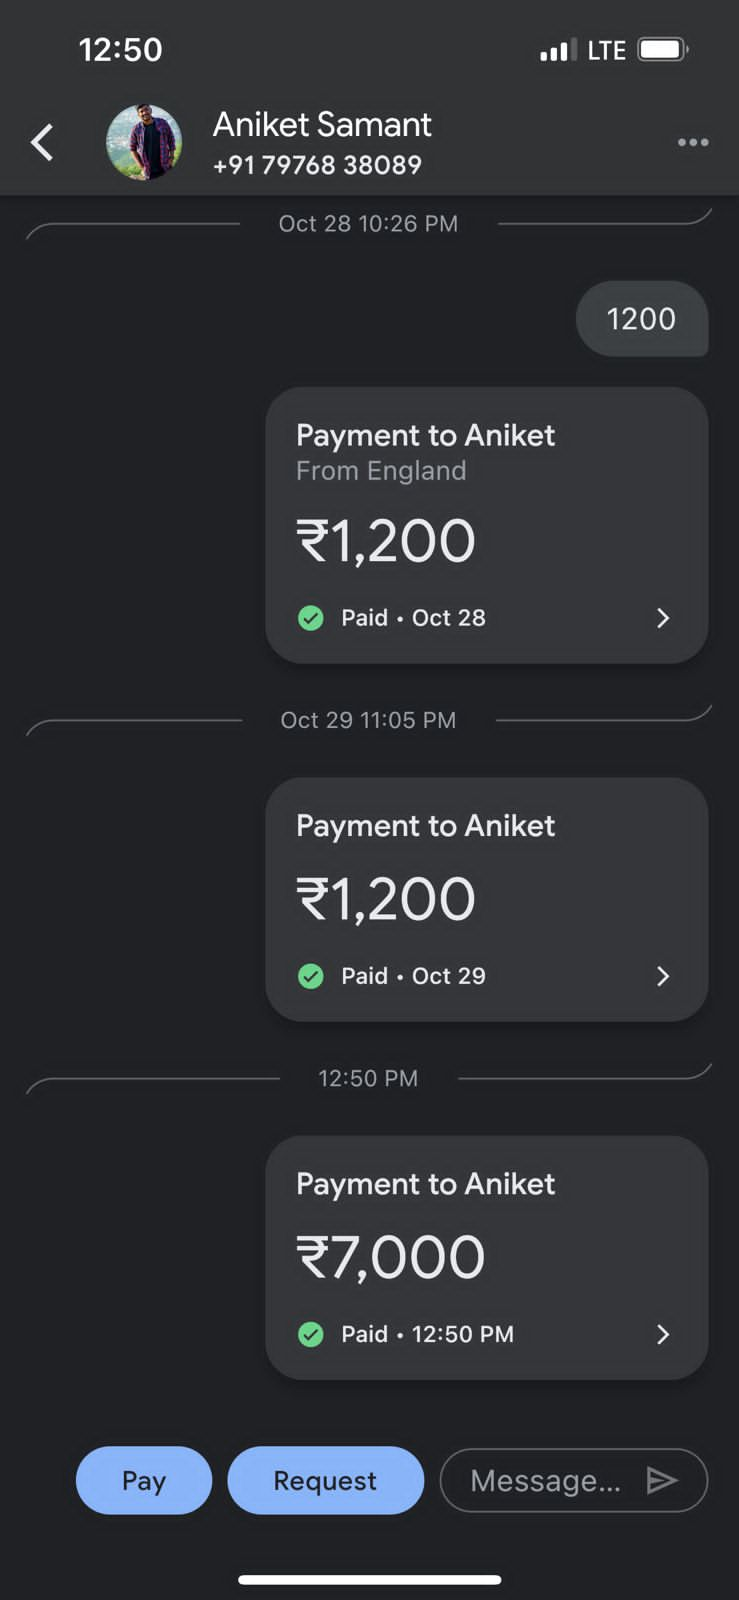 12:50
LTE
Aniket Samant
+91 79768 38089
Oct 28 10:26 PM
1200
Payment to Aniket
From England
₹1,200
Paid • Oct 28
Oct 29 11:05 PM
Payment to Aniket
₹1,200
Paid • Oct 29
12:50 PM
Payment to Aniket
₹7,000
Paid • 12:50 PM
Pay
Request
Message...